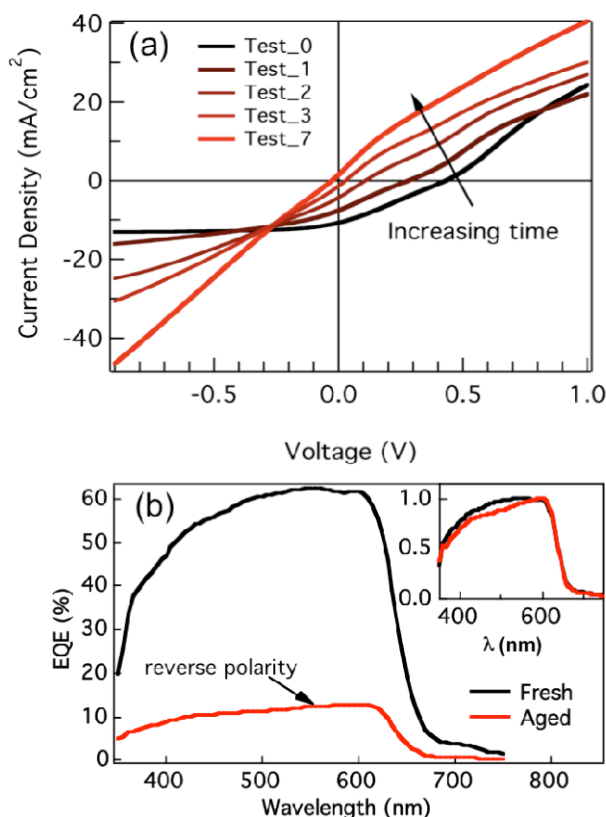 (a)
Test_0
Test_1
Test_2
Test_3
Test_7
Increasing time
40
20
0
-20
-40
Current Density (mA/cm²)
-0.5
0.0
0.5
1.0
Voltage (V)
(b)
60
50
40
30
20
10
0
EQE (%)
reverse polarity
1.0
0.5
0.0
400
600
λ (nm)
Fresh
Aged
400
500
600
700
800
Wavelength (nm)